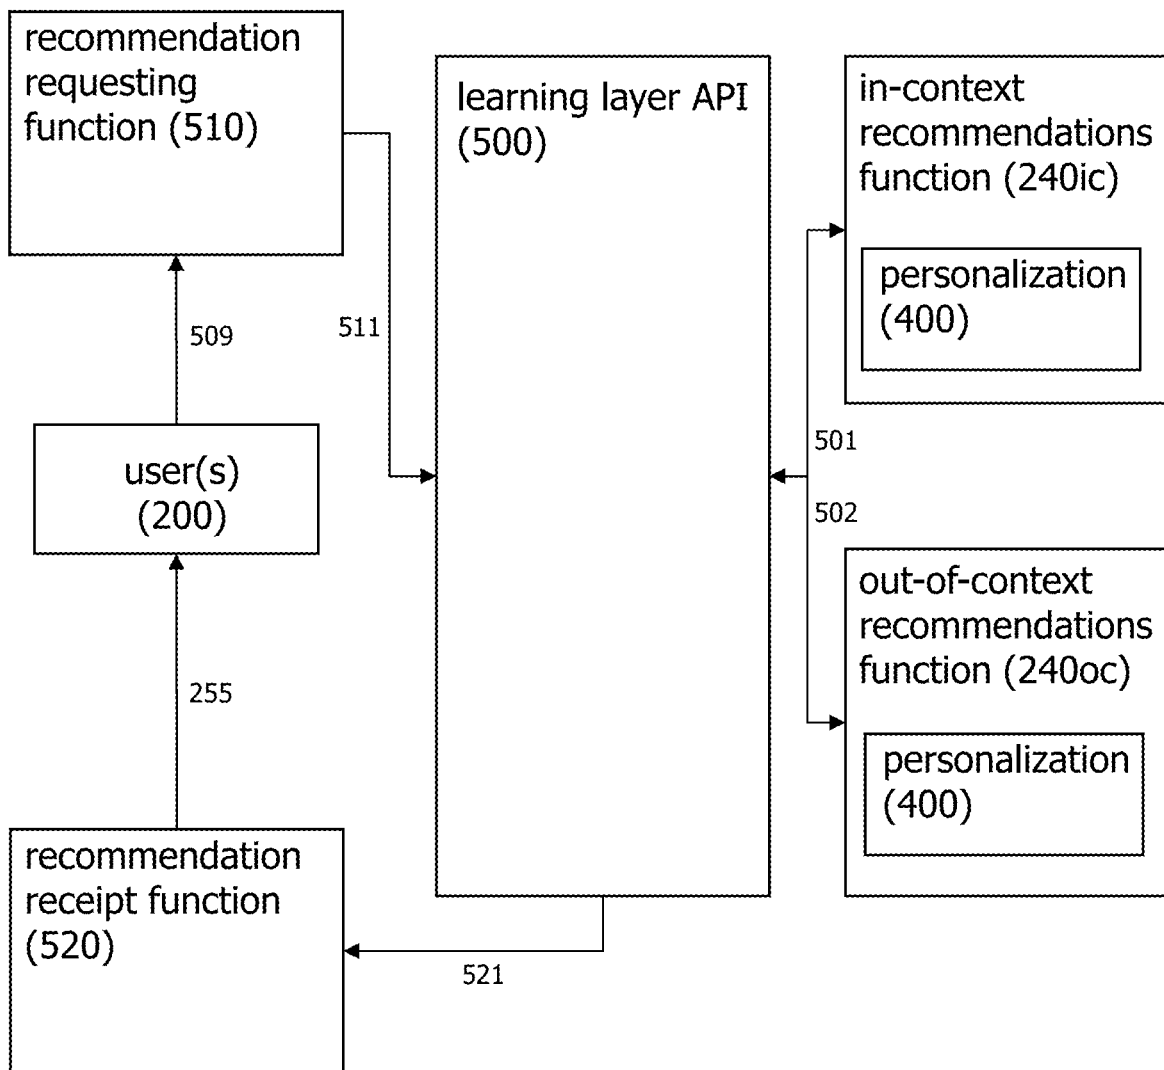 recommendation
requesting
function (510)
learning layer API
(500)
in-context
recommendations
function (240ic)
personalization
(400)
509
511
user(s)
(200)
501
502
out-of-context
recommendations
function (240oc)
personalization
(400)
255
recommendation
receipt function
(520)
521